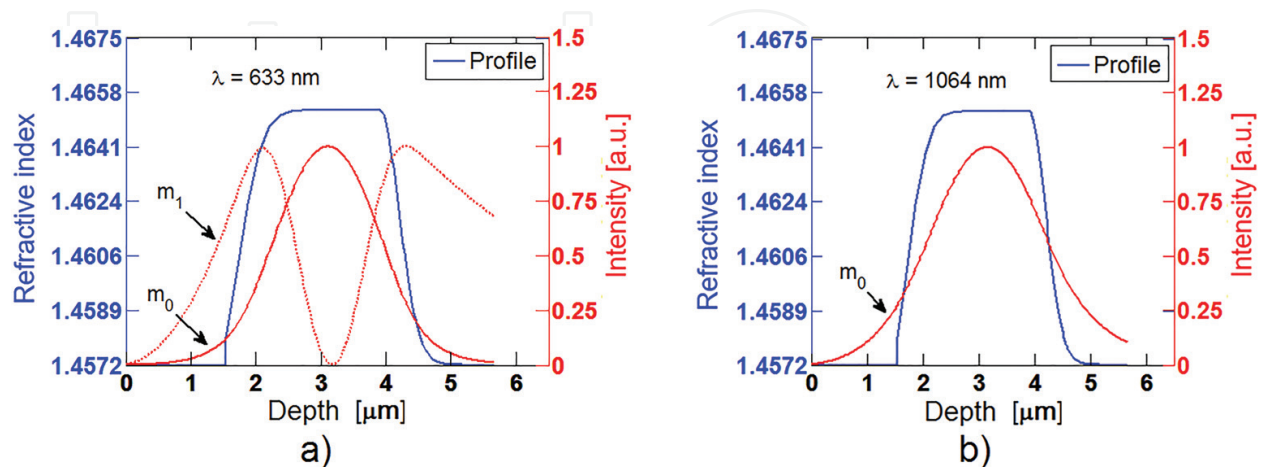 1.4675
1.4658
1.4641
1.4624
1.4606
1.4589
1.4572
Refractive index
λ = 633 nm
Profile
m1
m0
1.5
1.25
1
0.75
0.5
0.25
0
Intensity [a.u.]
0 1 2 3 4 5 6
Depth [μm]
a)
1.4675
1.4658
1.4641
1.4624
1.4606
1.4589
1.4572
Refractive index
λ = 1064 nm
Profile
m0
1.5
1.25
1
0.75
0.5
0.25
0
Intensity [a.u.]
0 1 2 3 4 5 6
Depth [μm]
b)